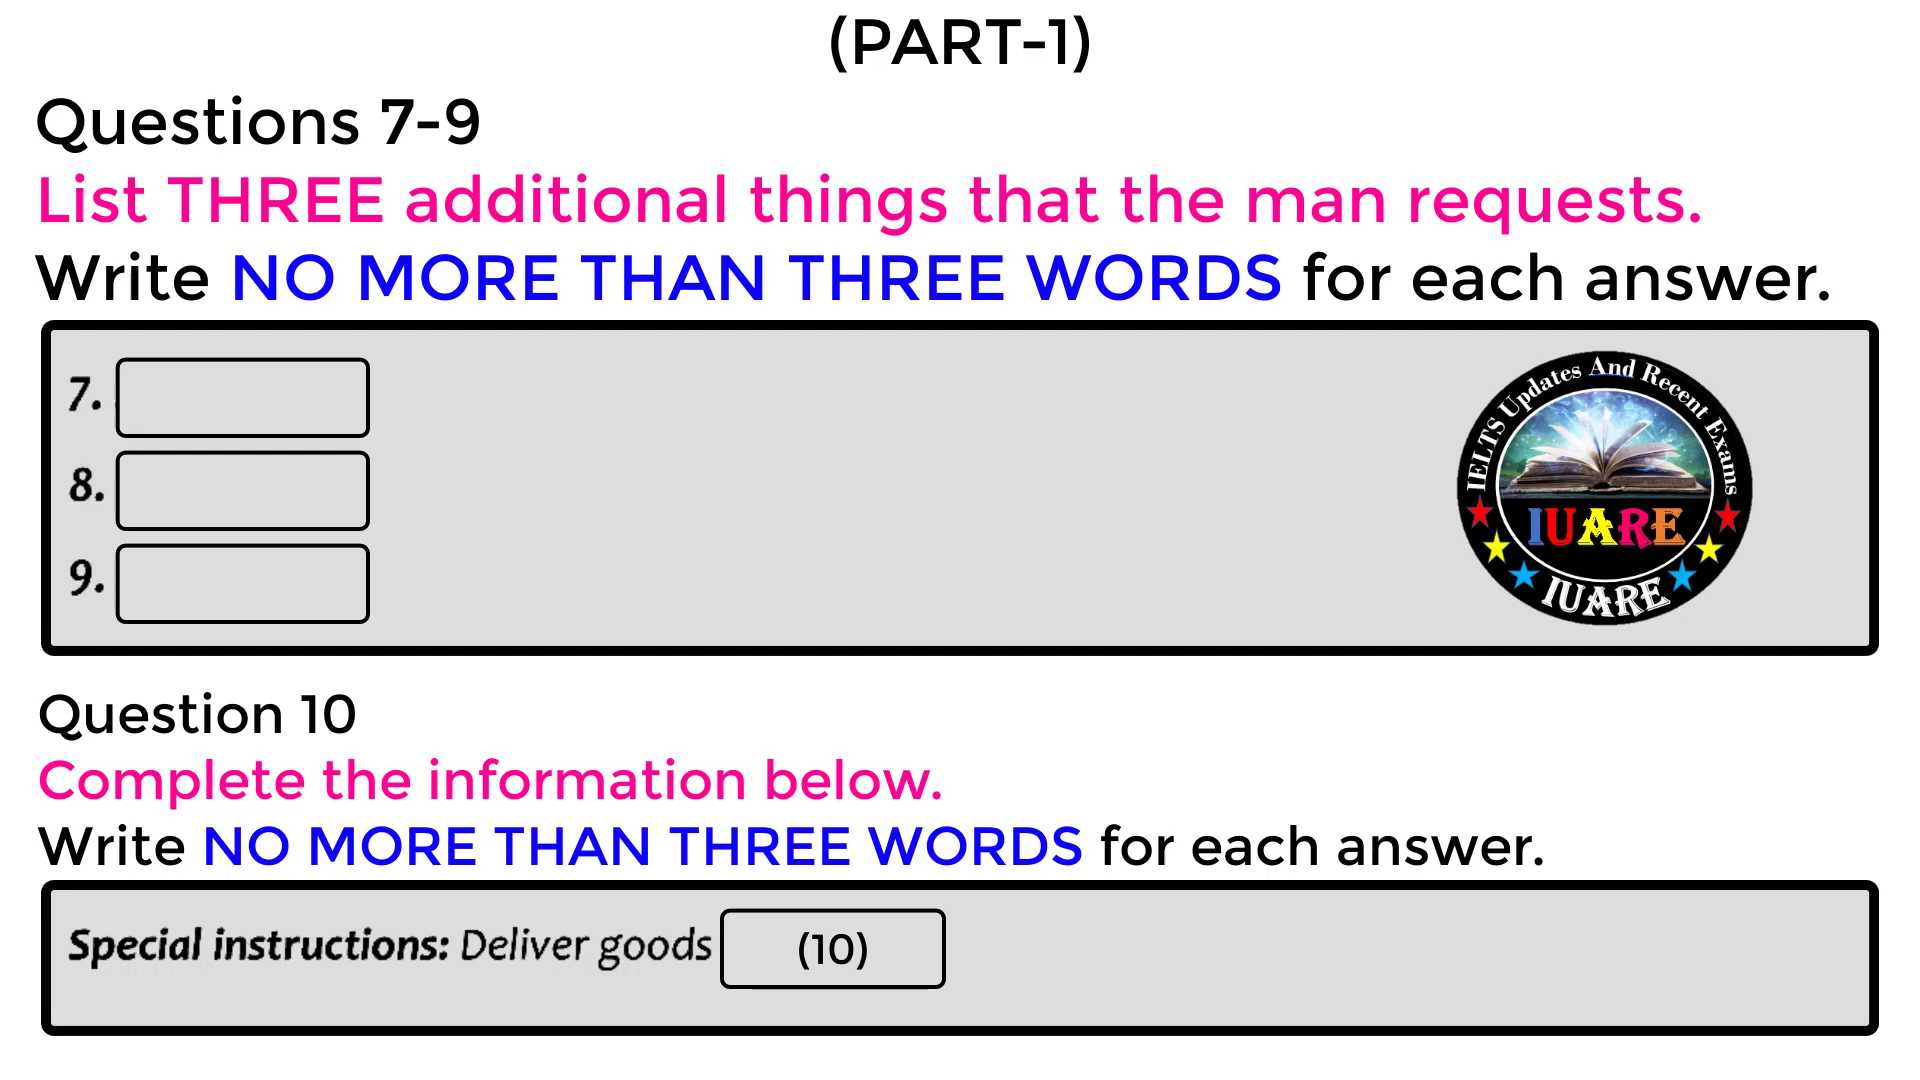 (PART-1)
Questions 7-9
List THREE additional things that the man requests.
Write NO MORE THAN THREE WORDS for each answer.
7.
8.
9.
IELTS Updates And Recent Exams
IUARE
IUARE
Question 10
Complete the information below.
Write NO MORE THAN THREE WORDS for each answer.
Special instructions: Deliver goods (10)